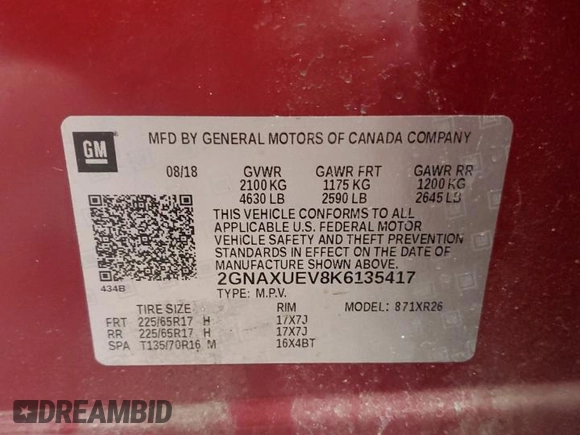 GM
MFD BY GENERAL MOTORS OF CANADA COMPANY
08/18 GVWR GAWR FRT GAWR RR
2100 KG 1175 KG 1200 KG
4630 LB 2590 LB 2645 LB
THIS VEHICLE CONFORMS TO ALL
APPLICABLE U.S. FEDERAL MOTOR
VEHICLE SAFETY AND THEFT PREVENTION
STANDARDS IN EFFECT ON THE DATE OF
MANUFACTURE SHOWN ABOVE.
434B 2GNAXUEV8K6135417
TYPE: M.P.V. MODEL: 871XR26
TIRE SIZE RIM
FRT 225/65R17 H 17X7J
RR 225/65R17 H 17X7J
SPA T135/70R16 M 16X4BT
DREAMBID